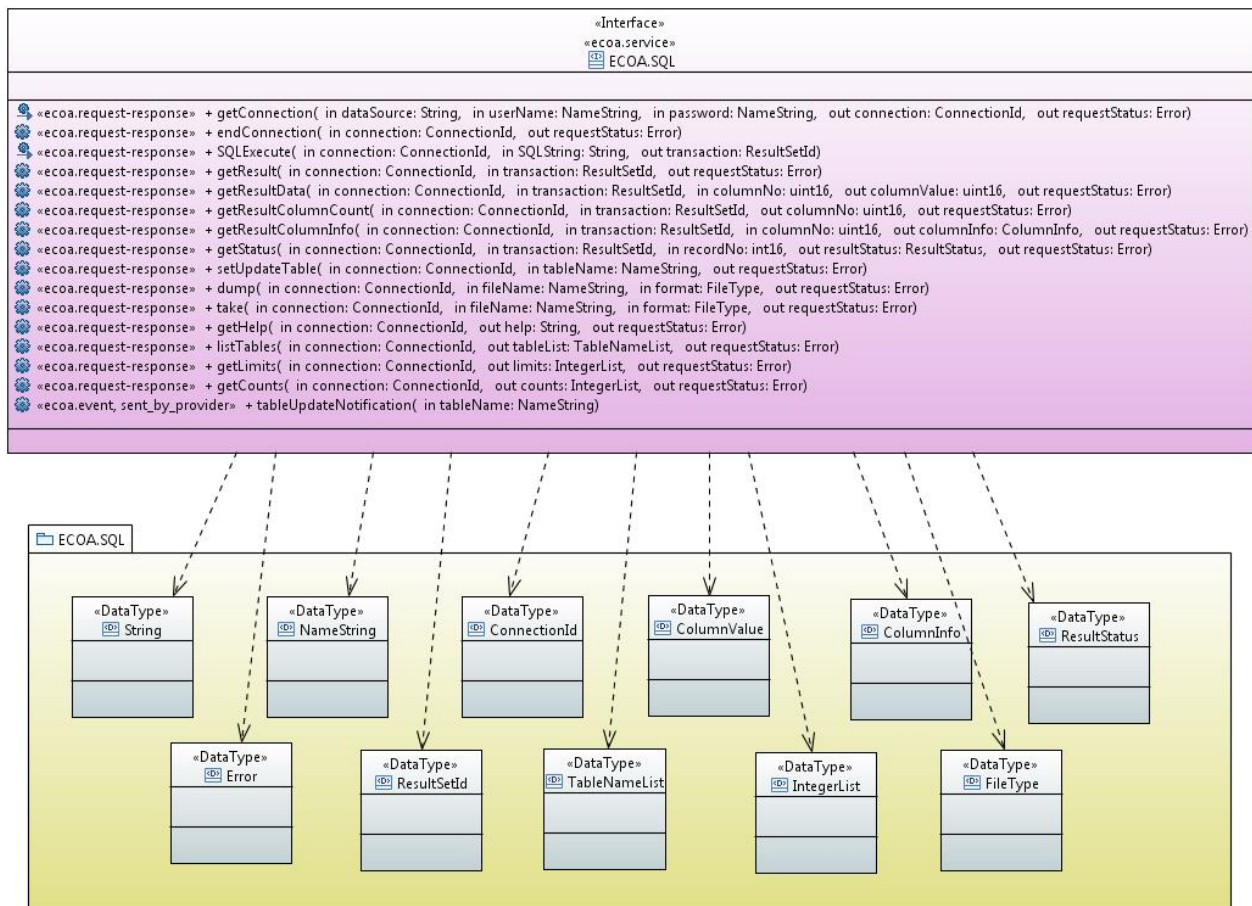 «Interface»
«ecoa.service»
ECOA.SQL
«ecoa.request-response» + getConnection( in dataSource: String, in userName: NameString, in password: NameString, out connection: ConnectionId, out requestStatus: Error)
«ecoa.request-response» + endConnection( in connection: ConnectionId, out requestStatus: Error)
«ecoa.request-response» + SQLExecute( in connection: ConnectionId, in SQLString: String, out transaction: ResultSetId)
«ecoa.request-response» + getResult( in connection: ConnectionId, in transaction: ResultSetId, out requestStatus: Error)
«ecoa.request-response» + getResultData( in connection: ConnectionId, in transaction: ResultSetId, in columnNo: uint16, out columnValue: uint16, out requestStatus: Error)
«ecoa.request-response» + getResultColumnCount( in connection: ConnectionId, in transaction: ResultSetId, out columnNo: uint16, out requestStatus: Error)
«ecoa.request-response» + getResultColumnInfo( in connection: ConnectionId, in transaction: ResultSetId, in columnNo: uint16, out columnInfo: ColumnInfo, out requestStatus: Error)
«ecoa.request-response» + getStatus( in connection: ConnectionId, in transaction: ResultSetId, in recordNo: int16, out resultStatus: ResultStatus, out requestStatus: Error)
«ecoa.request-response» + setUpdateTable( in connection: ConnectionId, in tableName: NameString, out requestStatus: Error)
«ecoa.request-response» + dump( in connection: ConnectionId, in fileName: NameString, in format: FileType, out requestStatus: Error)
«ecoa.request-response» + take( in connection: ConnectionId, in fileName: NameString, in format: FileType, out requestStatus: Error)
«ecoa.request-response» + getHelp( in connection: ConnectionId, out help: String, out requestStatus: Error)
«ecoa.request-response» + listTables( in connection: ConnectionId, out tableList: TableNameList, out requestStatus: Error)
«ecoa.request-response» + getLimits( in connection: ConnectionId, out limits: IntegerList, out requestStatus: Error)
«ecoa.request-response» + getCounts( in connection: ConnectionId, out counts: IntegerList, out requestStatus: Error)
«ecoa.event, sent_by_provider» + tableUpdateNotification( in tableName: NameString)
ECOA.SQL
«DataType»
String
«DataType»
NameString
«DataType»
ConnectionId
«DataType»
ColumnValue
«DataType»
ColumnInfo
«DataType»
ResultStatus
«DataType»
Error
«DataType»
ResultSetId
«DataType»
TableNameList
«DataType»
IntegerList
«DataType»
FileType